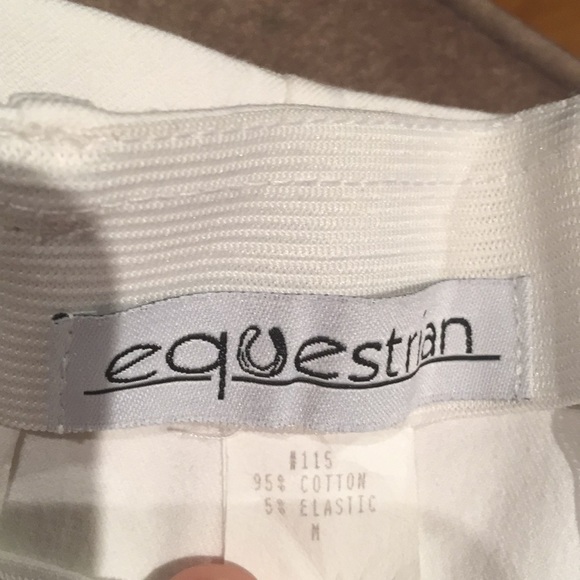 equestrian
#115
95% COTTON
5% ELASTIC
M